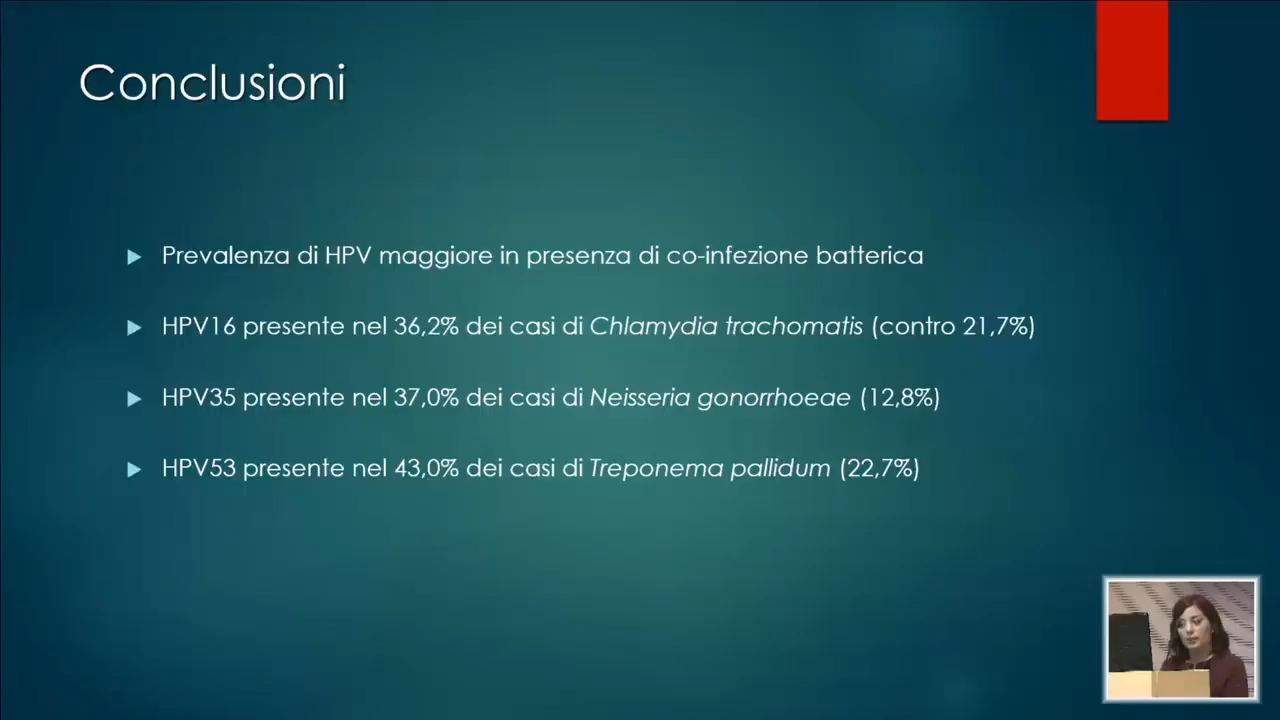 Conclusioni
Prevalenza di HPV maggiore in presenza di co-infezione batterica
HPV16 presente nel 36,2% dei casi di Chlamydia trachomatis (contro 21,7%)
HPV35 presente nel 37,0% dei casi di Neisseria gonorrhoeae (12,8%)
HPV53 presente nel 43,0% dei casi di Treponema pallidum (22,7%)